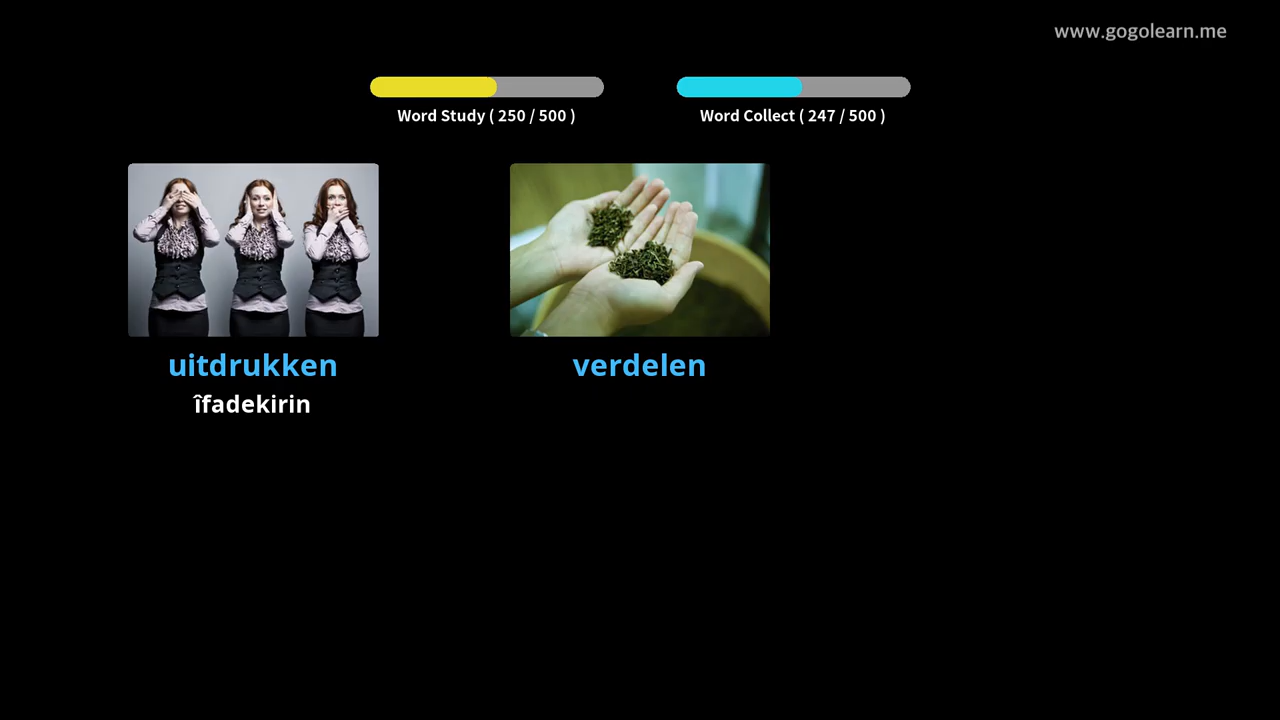 www.gogolearn.me
Word Study ( 250 / 500 )
Word Collect ( 247 / 500 )
uitdrukken
îfadekirin
verdelen